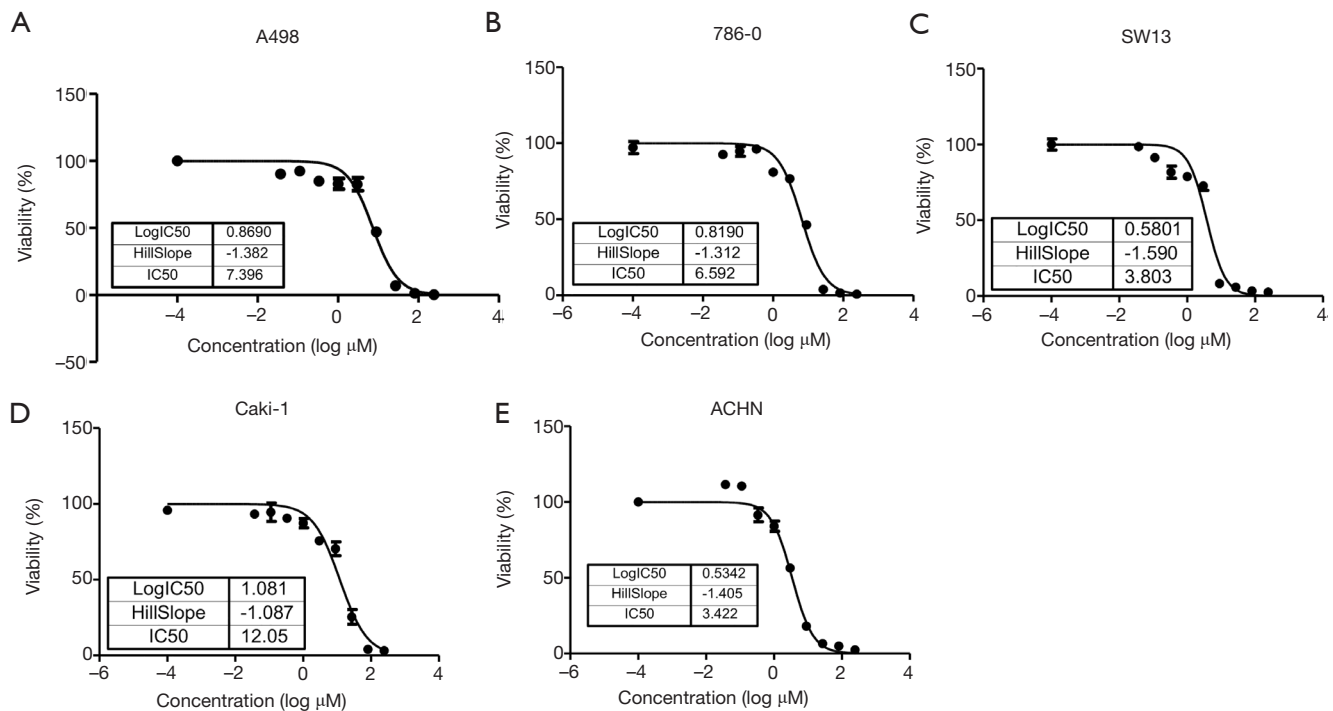 A
A498
150
100
50
0
−50
−4
−2
0
2
4
Viability (%)
Concentration (log μM)
LogIC50 0.8690
HillSlope -1.382
IC50 7.396
B
786-0
150
100
50
0
−6
−4
−2
0
2
4
Viability (%)
Concentration (log μM)
LogIC50 0.8190
HillSlope -1.312
IC50 6.592
C
SW13
150
100
50
0
−6
−4
−2
0
2
4
Viability (%)
Concentration (log μM)
LogIC50 0.5801
HillSlope -1.590
IC50 3.803
D
Caki-1
150
100
50
0
−6
−4
−2
0
2
4
Viability (%)
Concentration (log μM)
LogIC50 1.081
HillSlope -1.087
IC50 12.05
E
ACHN
150
100
50
0
−6
−4
−2
0
2
4
Viability (%)
Concentration (log μM)
LogIC50 0.5342
HillSlope -1.405
IC50 3.422